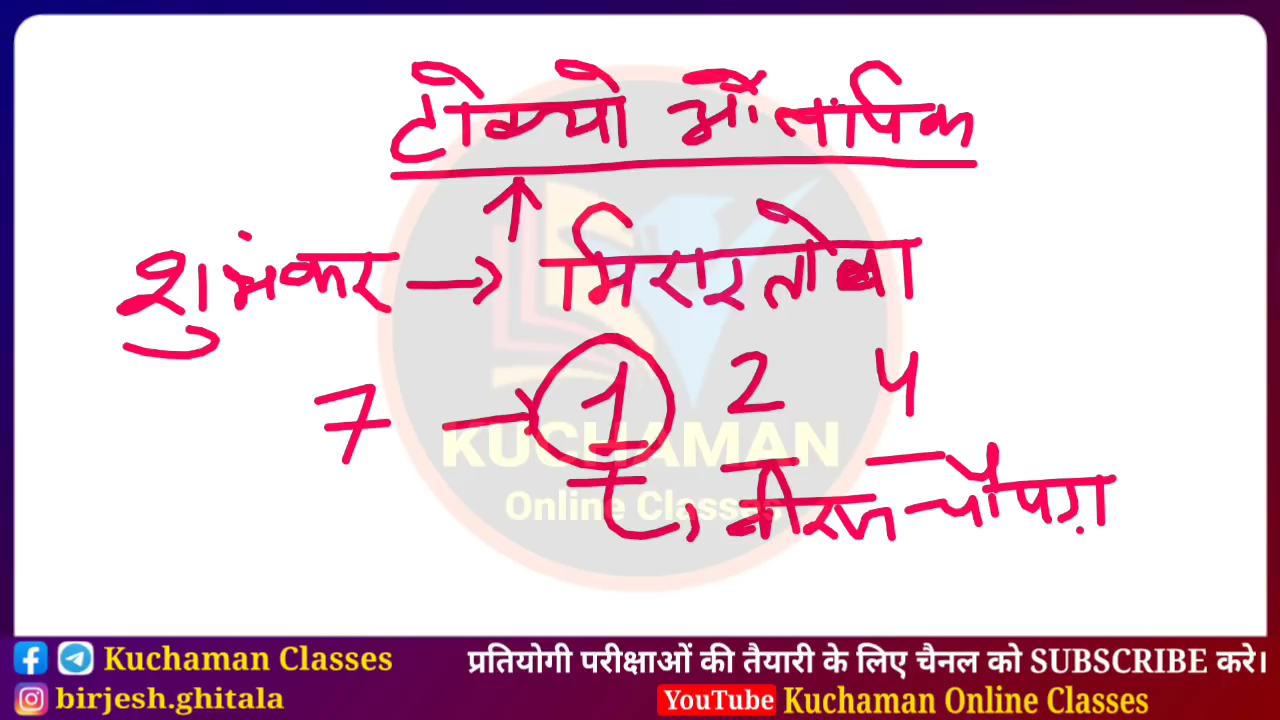 टोक्यो ओलंपिक
शुभंकर → मिराइतोवा
7 → 1 2 4
KUCHAMAN
Online Classes
नीरज चोपड़ा
Kuchaman Classes
प्रतियोगी परीक्षाओं की तैयारी के लिए चैनल को SUBSCRIBE करे।
birjesh.ghitala
YouTube Kuchaman Online Classes